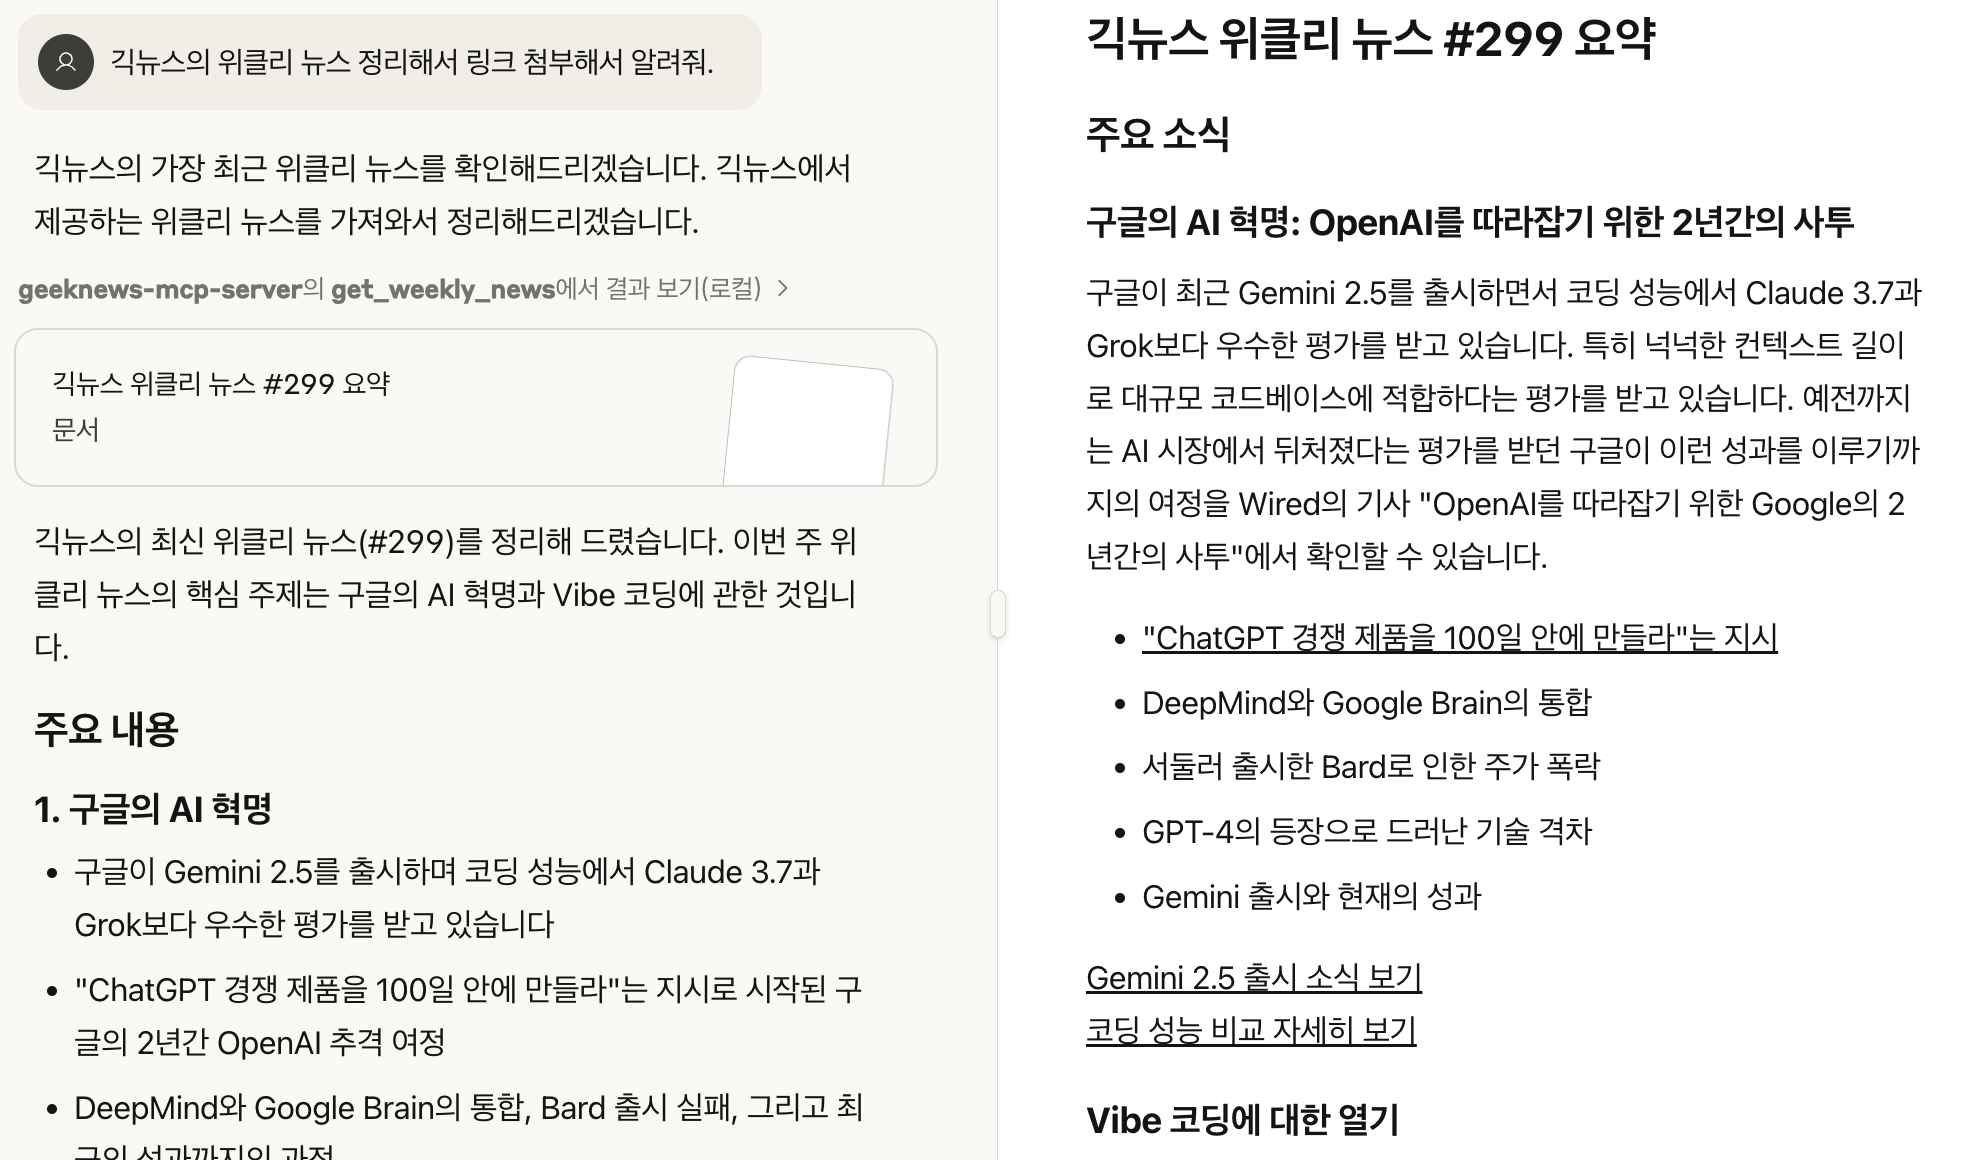 긱뉴스의 위클리 뉴스 정리해서 링크 첨부해서 알려줘.
긱뉴스의 가장 최근 위클리 뉴스를 확인해드리겠습니다. 긱뉴스에서
제공하는 위클리 뉴스를 가져와서 정리해드리겠습니다.
geeknews-mcp-server의 get_weekly_news에서 결과 보기(로컬)
긱뉴스 위클리 뉴스 #299 요약
문서
긱뉴스의 최신 위클리 뉴스(#299)를 정리해 드렸습니다. 이번 주 위
클리 뉴스의 핵심 주제는 구글의 AI 혁명과 Vibe 코딩에 관한 것입니
다.
주요 내용
1. 구글의 AI 혁명
• 구글이 Gemini 2.5를 출시하며 코딩 성능에서 Claude 3.7과
Grok보다 우수한 평가를 받고 있습니다
• "ChatGPT 경쟁 제품을 100일 안에 만들라"는 지시로 시작된 구
글의 2년간 OpenAI 추격 여정
• DeepMind와 Google Brain의 통합, Bard 출시 실패, 그리고 최
근의 성과까지의 과정
긱뉴스 위클리 뉴스 #299 요약
주요 소식
구글의 AI 혁명: OpenAI를 따라잡기 위한 2년간의 사투
구글이 최근 Gemini 2.5를 출시하면서 코딩 성능에서 Claude 3.7과
Grok보다 우수한 평가를 받고 있습니다. 특히 넉넉한 컨텍스트 길이
로 대규모 코드베이스에 적합하다는 평가를 받고 있습니다. 예전까지
는 AI 시장에서 뒤처졌다는 평가를 받던 구글이 이런 성과를 이루기까
지의 여정을 Wired의 기사 "OpenAI를 따라잡기 위한 Google의 2
년간의 사투"에서 확인할 수 있습니다.
• "ChatGPT 경쟁 제품을 100일 안에 만들라"는 지시
• DeepMind와 Google Brain의 통합
• 서둘러 출시한 Bard로 인한 주가 폭락
• GPT-4의 등장으로 드러난 기술 격차
• Gemini 출시와 현재의 성과
Gemini 2.5 출시 소식 보기
코딩 성능 비교 자세히 보기
Vibe 코딩에 대한 열기